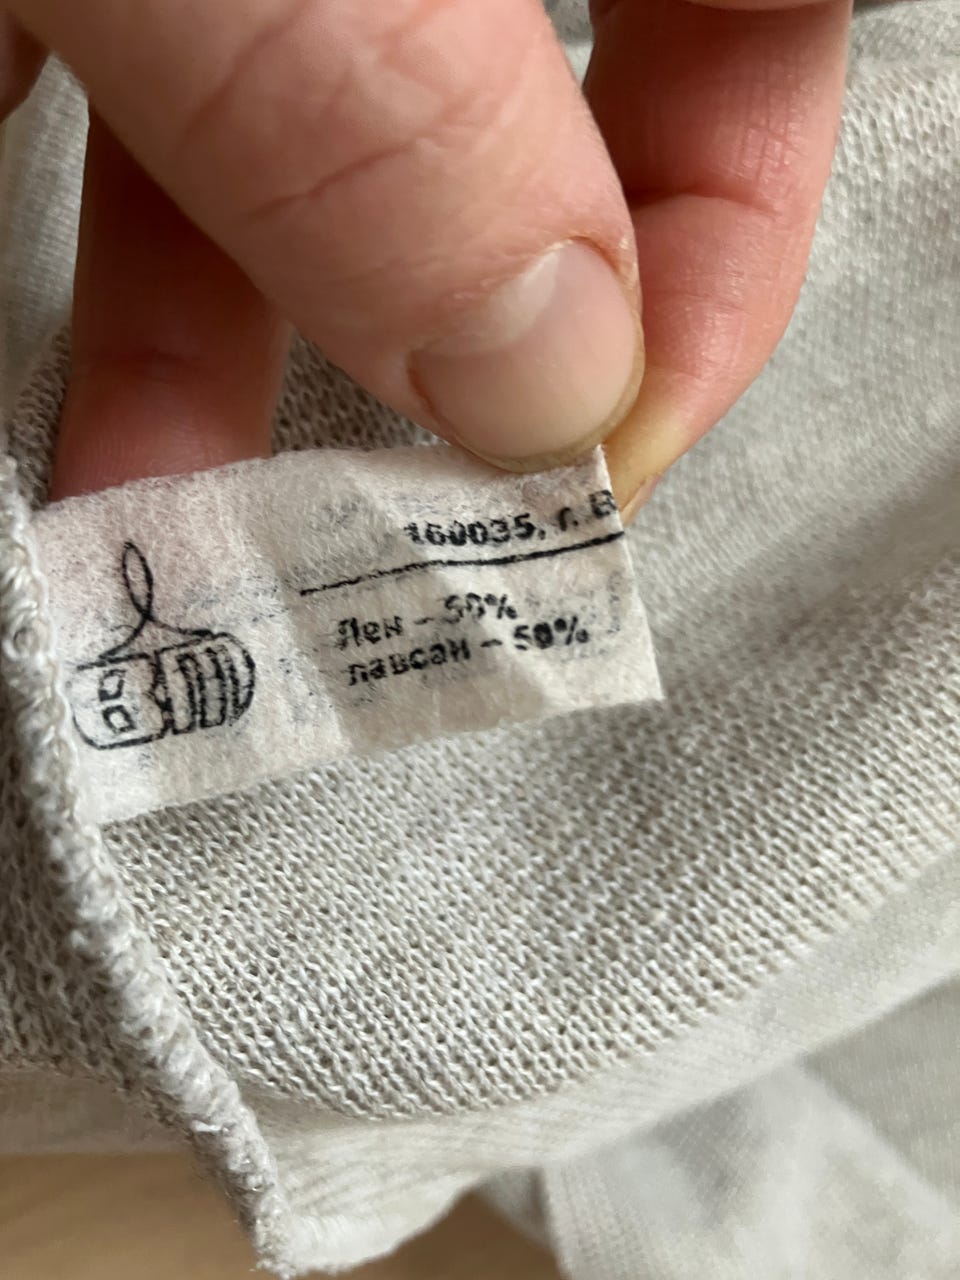 160035, г. В
Лен – 50%
лавсан – 50%